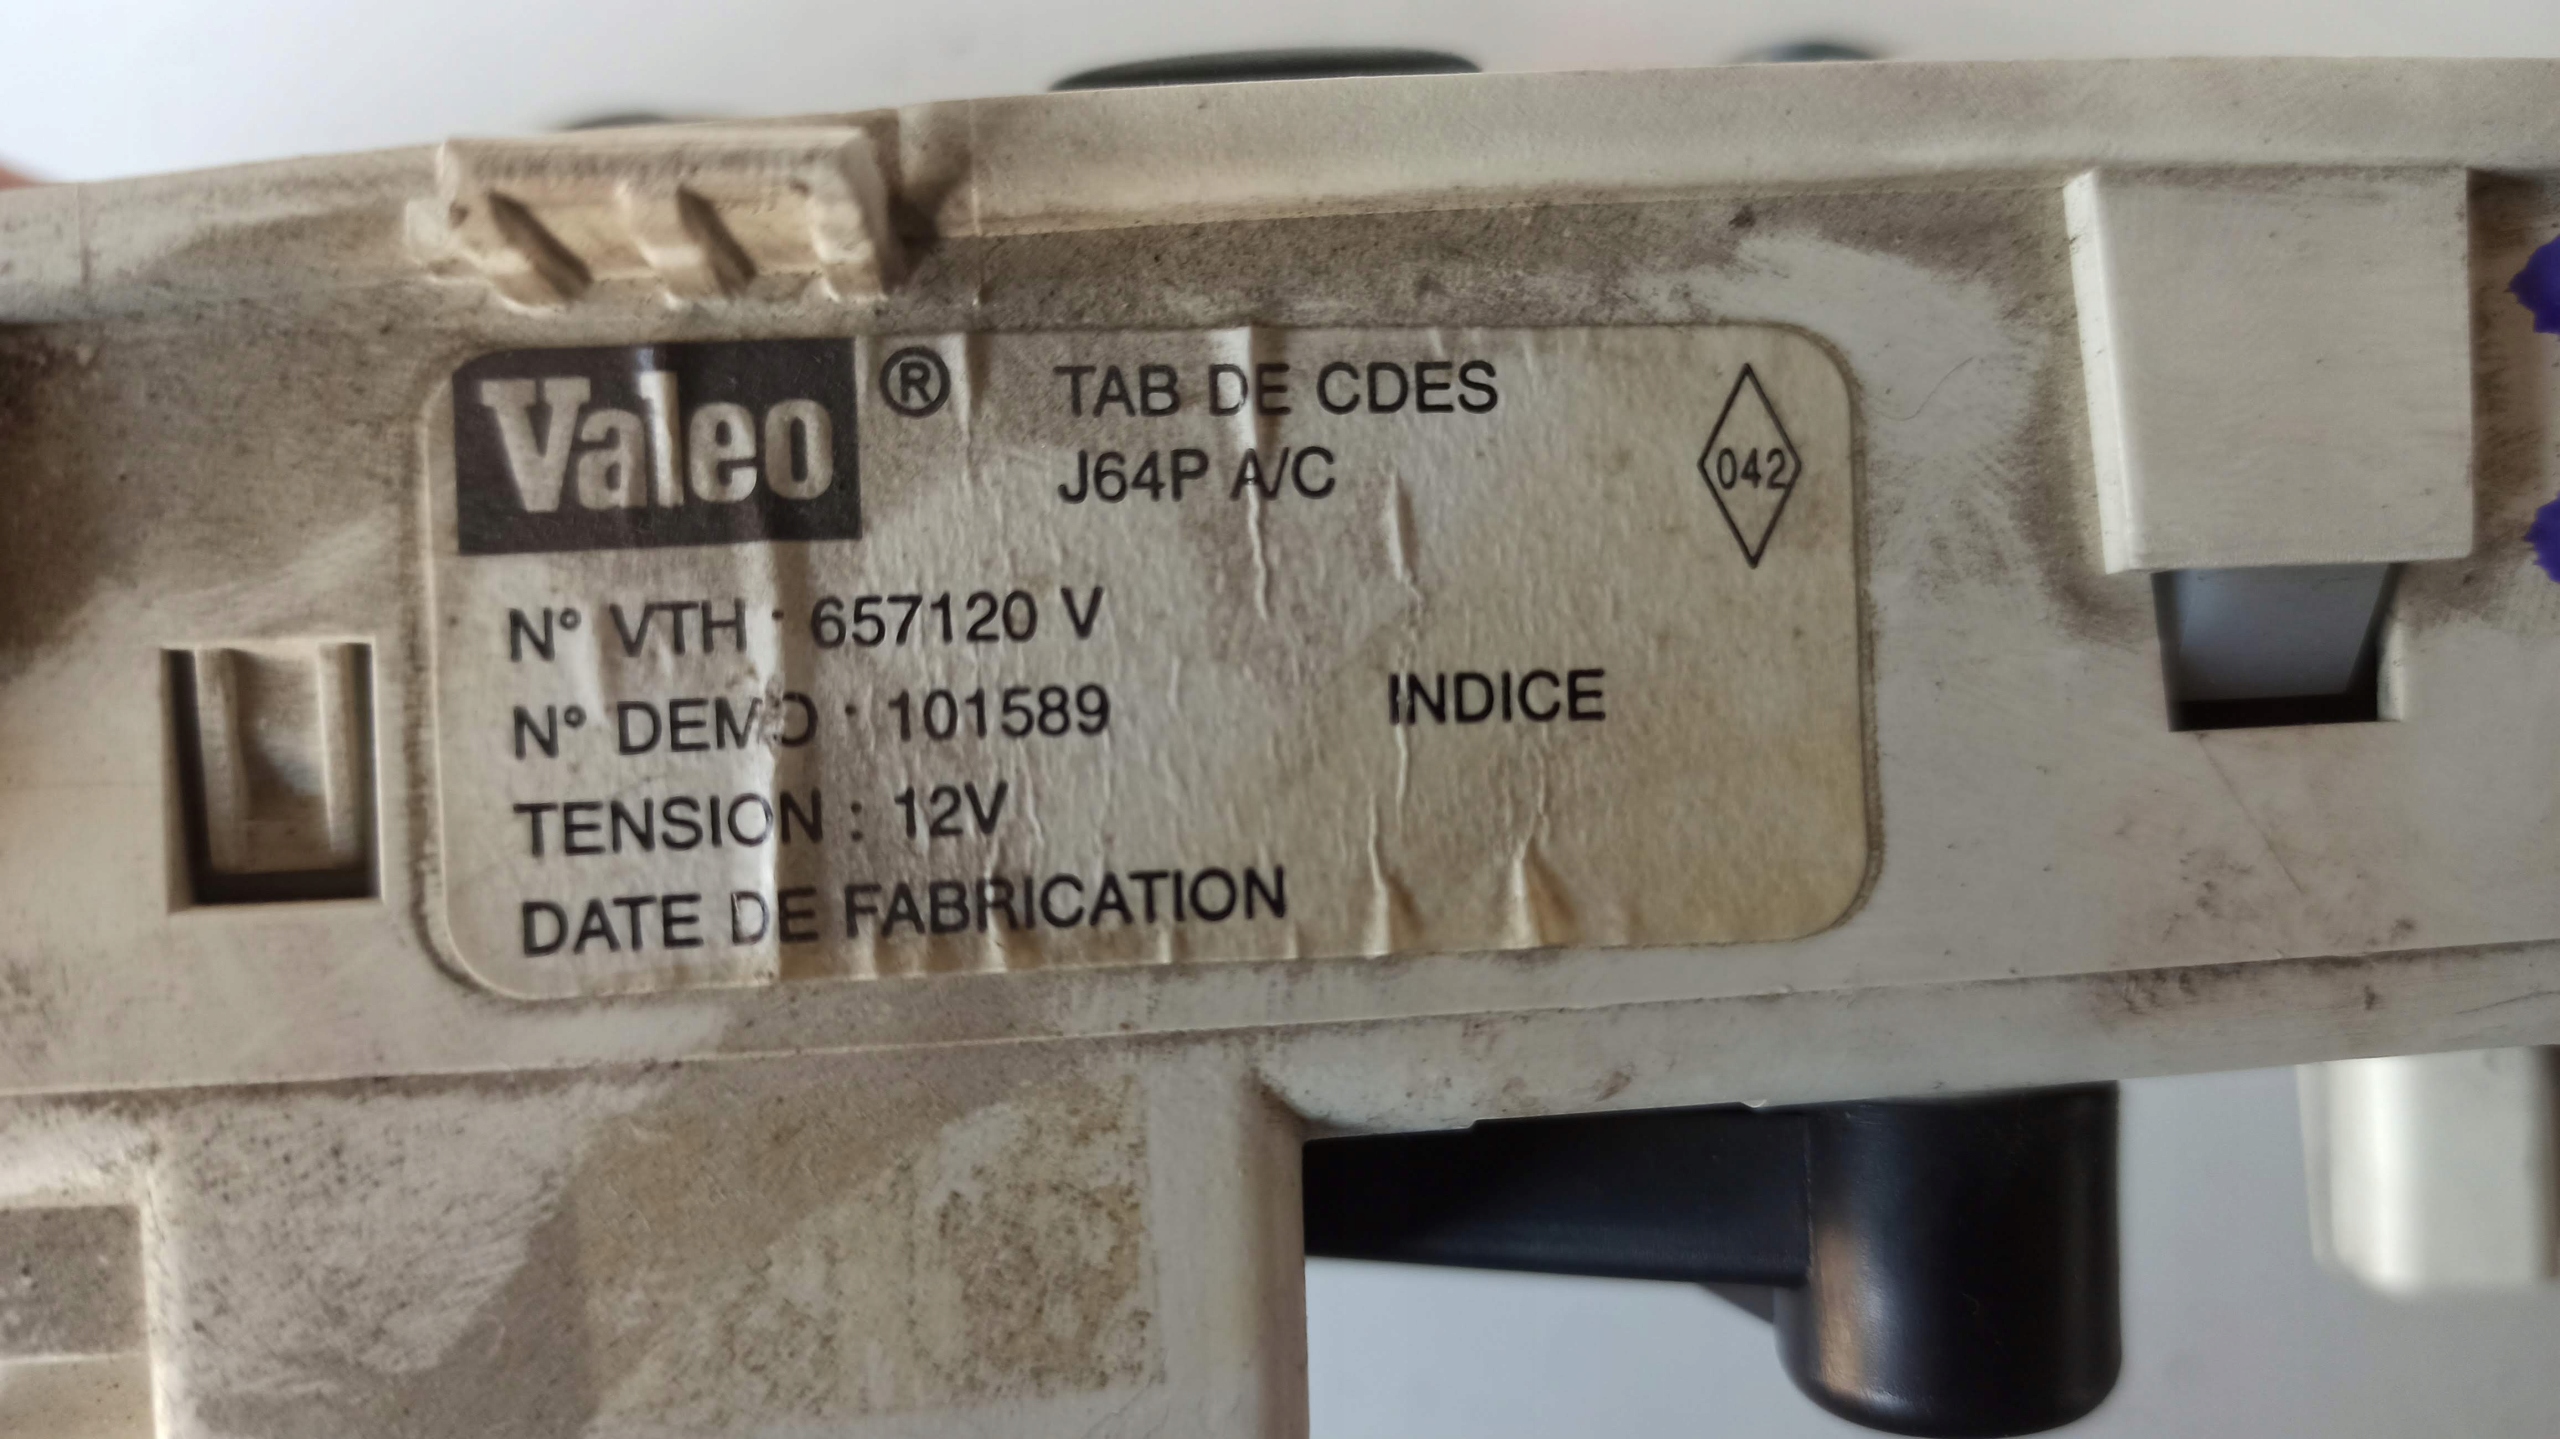 Valeo ® TAB DE CDES
J64P A/C
042
N° VTH : 657120 V
N° DEMO : 101589 INDICE
TENSION : 12V
DATE DE FABRICATION